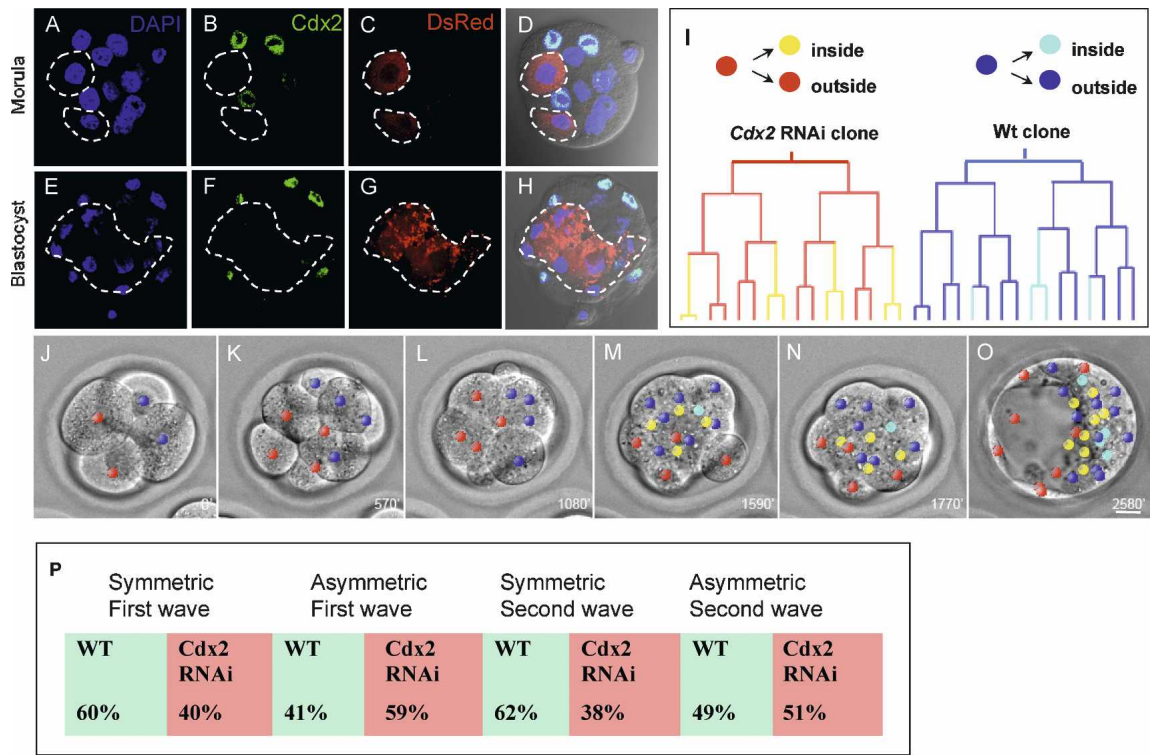 A DAPI B Cdx2 C DsRed D
Morula
E F G H
Blastocyst
I
inside inside
outside outside
Cdx2 RNAi clone Wt clone
J K L M N O
0' 570' 1080' 1590' 1770' 2580'
P
Symmetric Asymmetric Symmetric Asymmetric
First wave First wave Second wave Second wave
WT Cdx2 WT Cdx2 WT Cdx2 WT Cdx2
RNAi RNAi RNAi RNAi
60% 40% 41% 59% 62% 38% 49% 51%